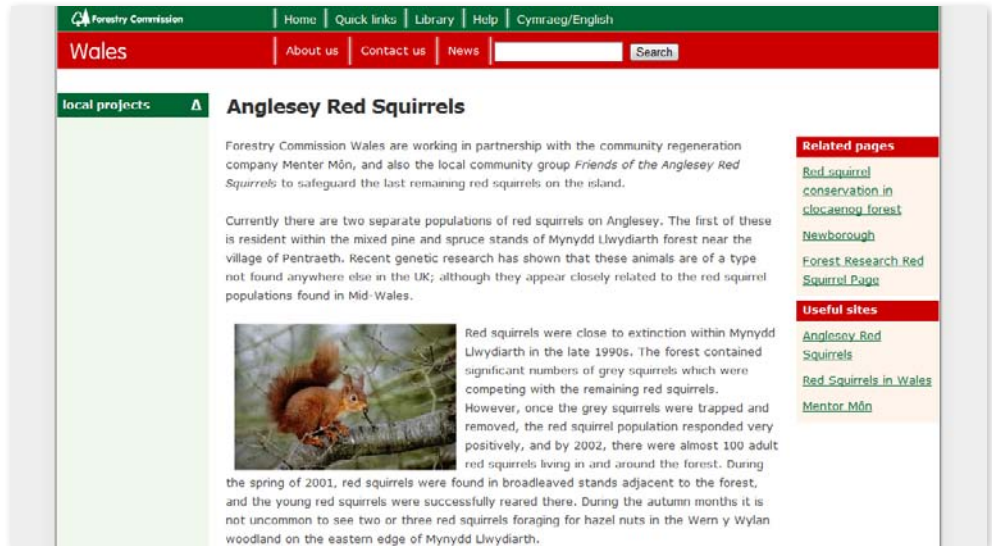 Forestry Commission
Home
Quick links
Library
Help
Cymraeg/English
Wales
About us
Contact us
News
Search
local projects Δ
Anglesey Red Squirrels
Forestry Commission Wales are working in partnership with the community regeneration
company Menter Môn, and also the local community group Friends of the Anglesey Red
Squirrels to safeguard the last remaining red squirrels on the island.
Currently there are two separate populations of red squirrels on Anglesey. The first of these
is resident within the mixed pine and spruce stands of Mynydd Llwydiarth forest near the
village of Pentraeth. Recent genetic research has shown that these animals are of a type
not found anywhere else in the UK; although they appear closely related to the red squirrel
populations found in Mid-Wales.
Red squirrels were close to extinction within Mynydd
Llwydiarth in the late 1990s. The forest contained
significant numbers of grey squirrels which were
competing with the remaining red squirrels.
However, once the grey squirrels were trapped and
removed, the red squirrel population responded very
positively, and by 2002, there were almost 100 adult
red squirrels living in and around the forest. During
the spring of 2001, red squirrels were found in broadleaved stands adjacent to the forest,
and the young red squirrels were successfully reared there. During the autumn months it is
not uncommon to see two or three red squirrels foraging for hazel nuts in the Wern y Wylan
woodland on the eastern edge of Mynydd Llwydiarth.
Related pages
Red squirrel
conservation in
clocaenog forest
Newborough
Forest Research Red
Squirrel Page
Useful sites
Anglesey Red
Squirrels
Red Squirrels in Wales
Mentor Môn